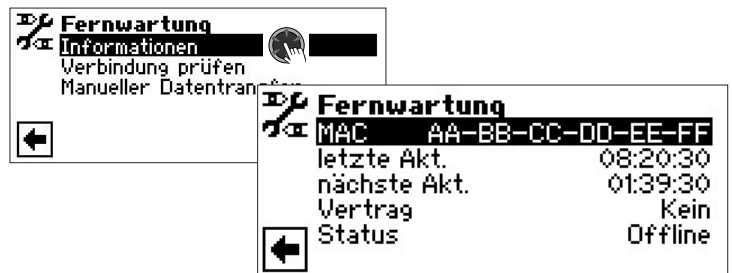 Fernwartung
Informationen
Verbindung prüfen
Manueller Datentransfer
Fernwartung
MAC AA-BB-CC-DD-EE-FF
letzte Akt. 08:20:30
nächste Akt. 01:39:30
Vertrag Kein
Status Offline